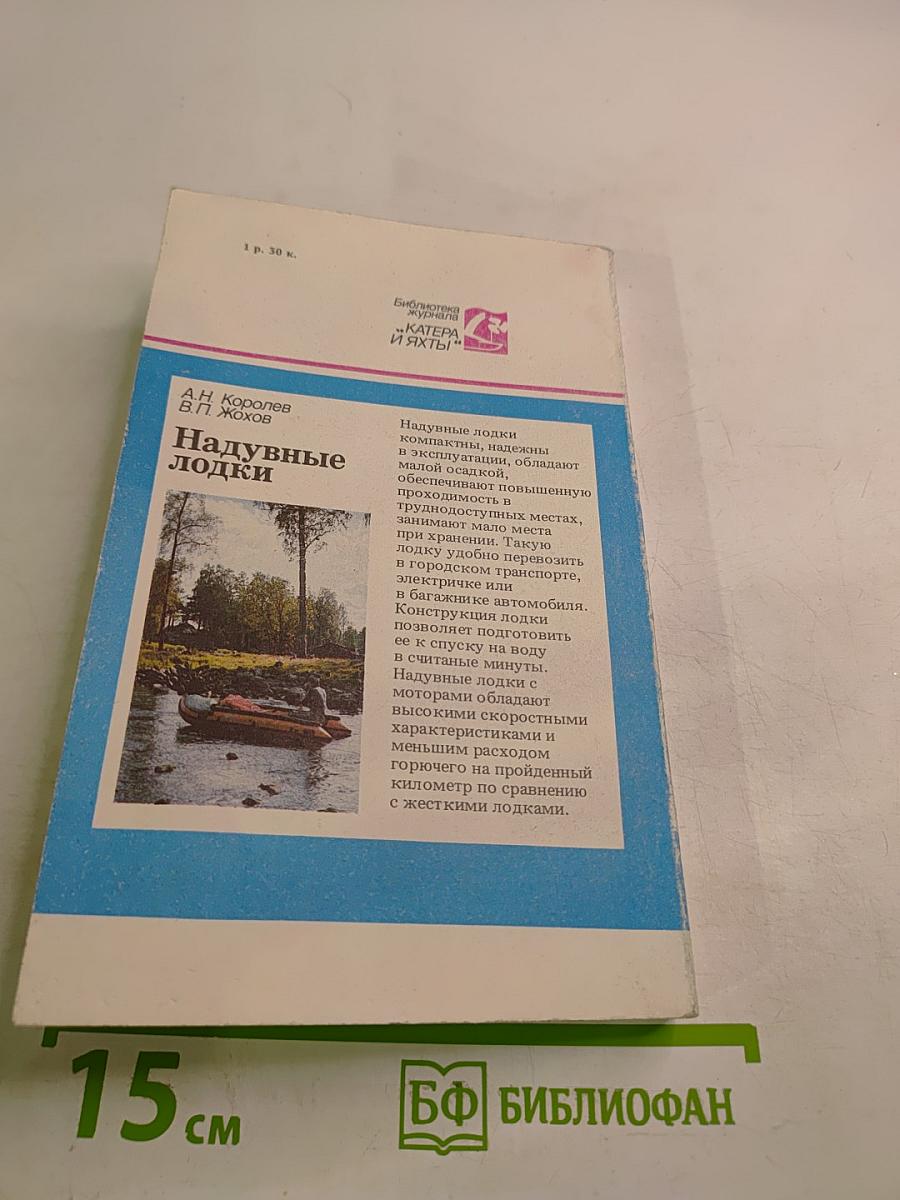 1 р. 30 к.
Библиотека
журнала
"КАТЕРА
И ЯХТЫ"
А.Н. Королев
В.П. Жохов
Надувные
лодки
Надувные лодки
компактны, надежны
в эксплуатации, обладают
малой осадкой,
обеспечивают повышенную
проходимость в
труднодоступных местах,
занимают мало места
при хранении. Такую
лодку удобно перевозить
в городском транспорте,
электричке или
в багажнике автомобиля.
Конструкция лодки
позволяет подготовить
ее к спуску на воду
в считаные минуты.
Надувные лодки с
моторами обладают
высокими скоростными
характеристиками и
меньшим расходом
горючего на пройденный
километр по сравнению
с жесткими лодками.
15 см
БФ БИБЛИОФАН